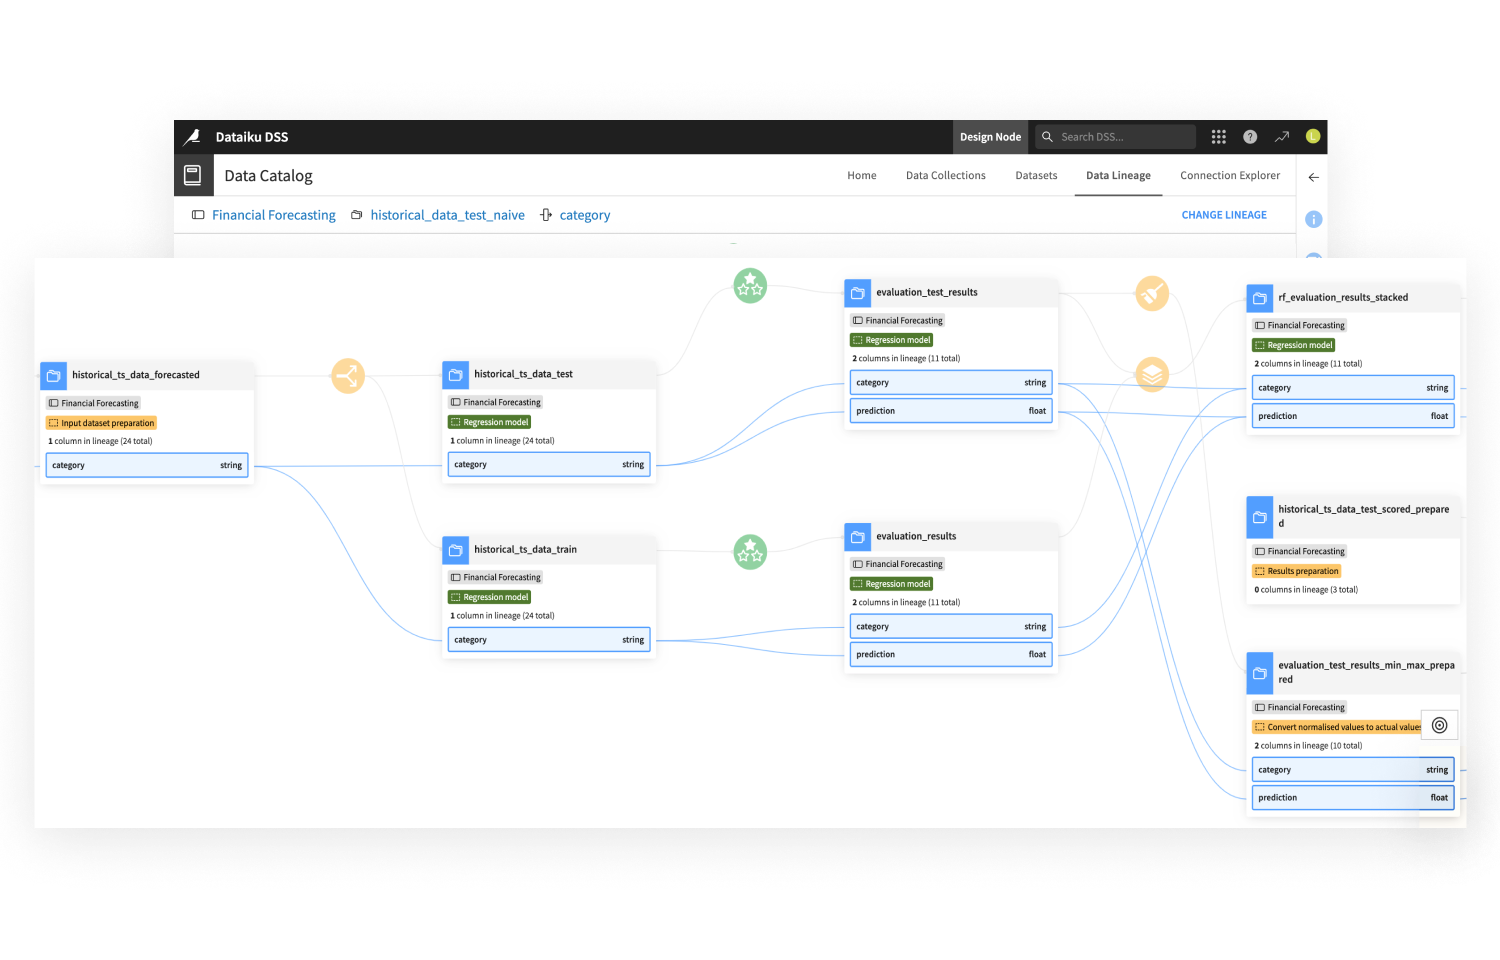 Dataiku DSS
Design Node
Search DSS...
?
L
Data Catalog
Home
Data Collections
Datasets
Data Lineage
Connection Explorer
Financial Forecasting
historical_data_test_naive
category
CHANGE LINEAGE
i
historical_ts_data_forecasted
Financial Forecasting
Input dataset preparation
1 column in lineage (24 total)
category string
historical_ts_data_test
Financial Forecasting
Regression model
1 column in lineage (24 total)
category string
historical_ts_data_train
Financial Forecasting
Regression model
1 column in lineage (24 total)
category string
evaluation_test_results
Financial Forecasting
Regression model
2 columns in lineage (11 total)
category string
prediction float
evaluation_results
Financial Forecasting
Regression model
2 columns in lineage (11 total)
category string
prediction float
rf_evaluation_results_stacked
Financial Forecasting
Regression model
2 columns in lineage (11 total)
category string
prediction float
historical_ts_data_test_scored_prepare
d
Financial Forecasting
Results preparation
0 columns in lineage (3 total)
evaluation_test_results_min_max_prepa
red
Financial Forecasting
Convert normalised values to actual values
2 columns in lineage (10 total)
category string
prediction float